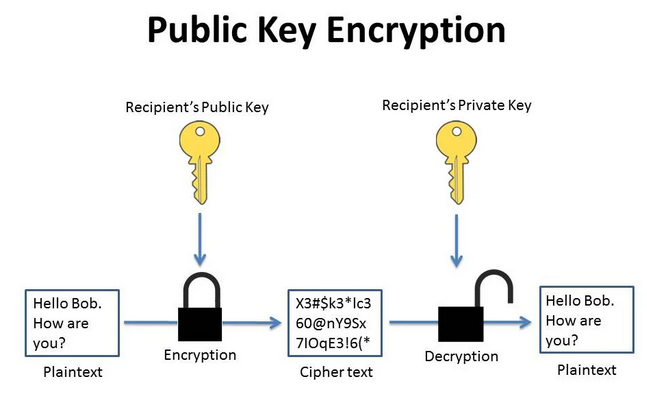 Public Key Encryption
Recipient's Public Key
Recipient's Private Key
Hello Bob.
How are
you?
Plaintext
Encryption
X3#$k3*lc3
60@nY9Sx
7IOqE3!6(*
Cipher text
Decryption
Hello Bob.
How are
you?
Plaintext